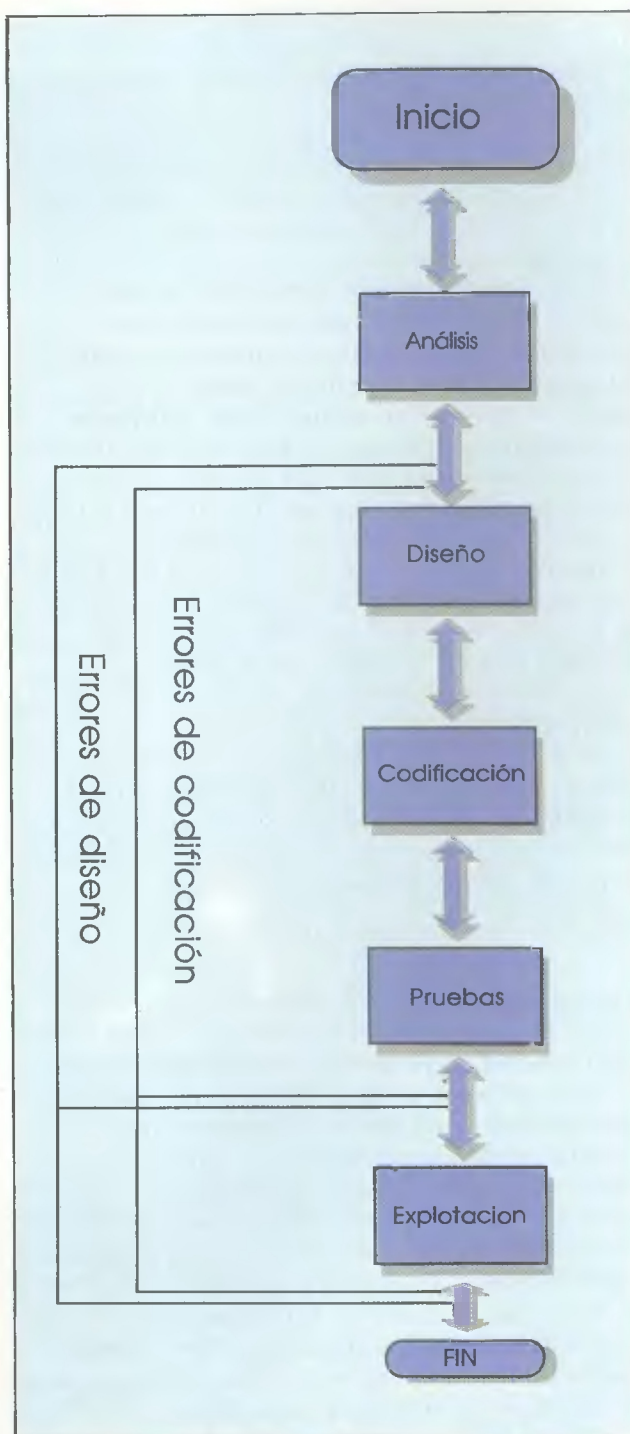 Inicio
Análisis
Diseño
Errores de codificación
Errores de diseño
Codificación
Pruebas
Explotacion
FIN